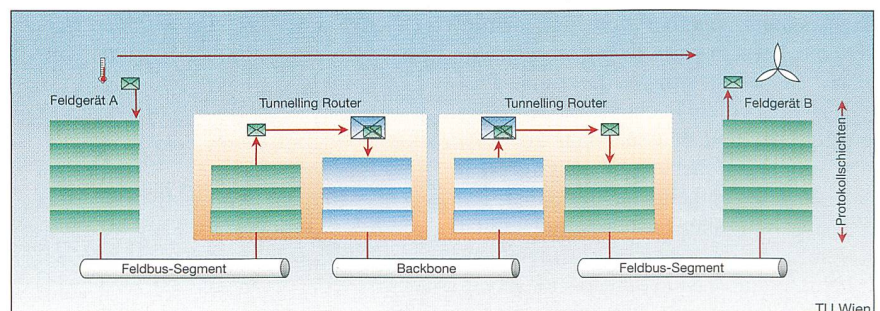 Feldgerät A
Tunnelling Router
Tunnelling Router
Feldgerät B
Protokollschichten
Feldbus-Segment
Backbone
Feldbus-Segment
TU Wien